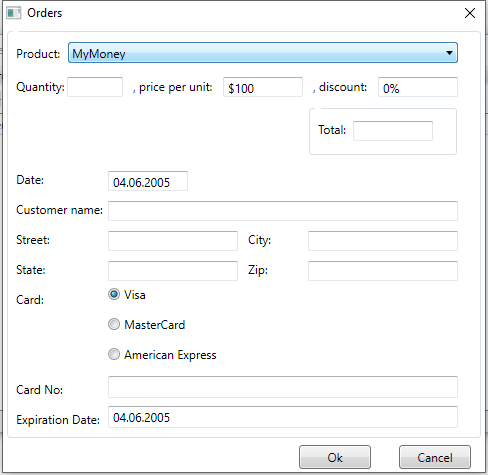 Orders
Product: MyMoney
Quantity: , price per unit: $100 , discount: 0%
Total:
Date: 04.06.2005
Customer name:
Street: City:
State: Zip:
Card: Visa
MasterCard
American Express
Card No:
Expiration Date: 04.06.2005
Ok Cancel